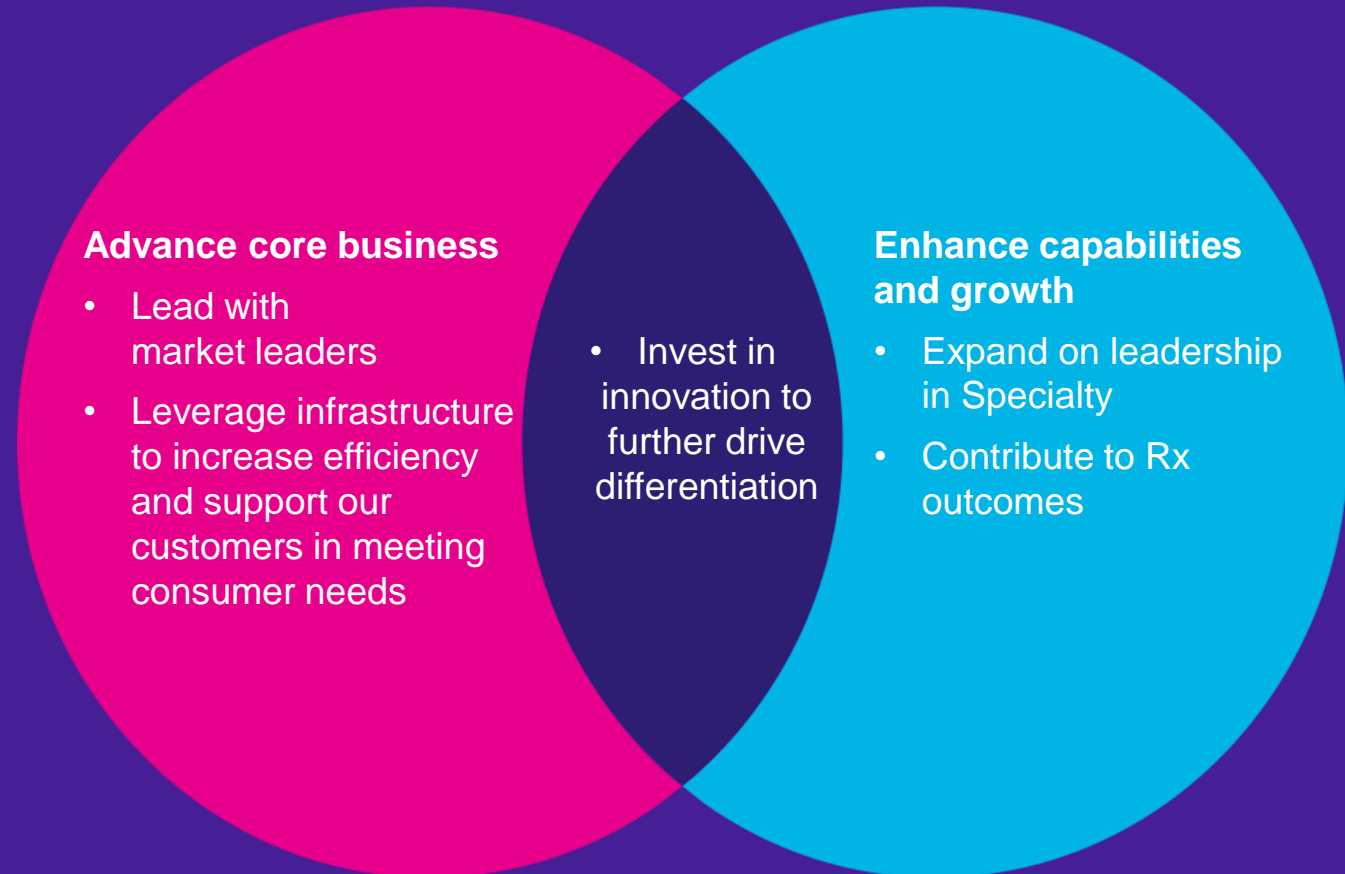 Advance core business
• Lead with
market leaders
• Leverage infrastructure
to increase efficiency
and support our
customers in meeting
consumer needs
• Invest in
innovation to
further drive
differentiation
Enhance capabilities
and growth
• Expand on leadership
in Specialty
• Contribute to Rx
outcomes